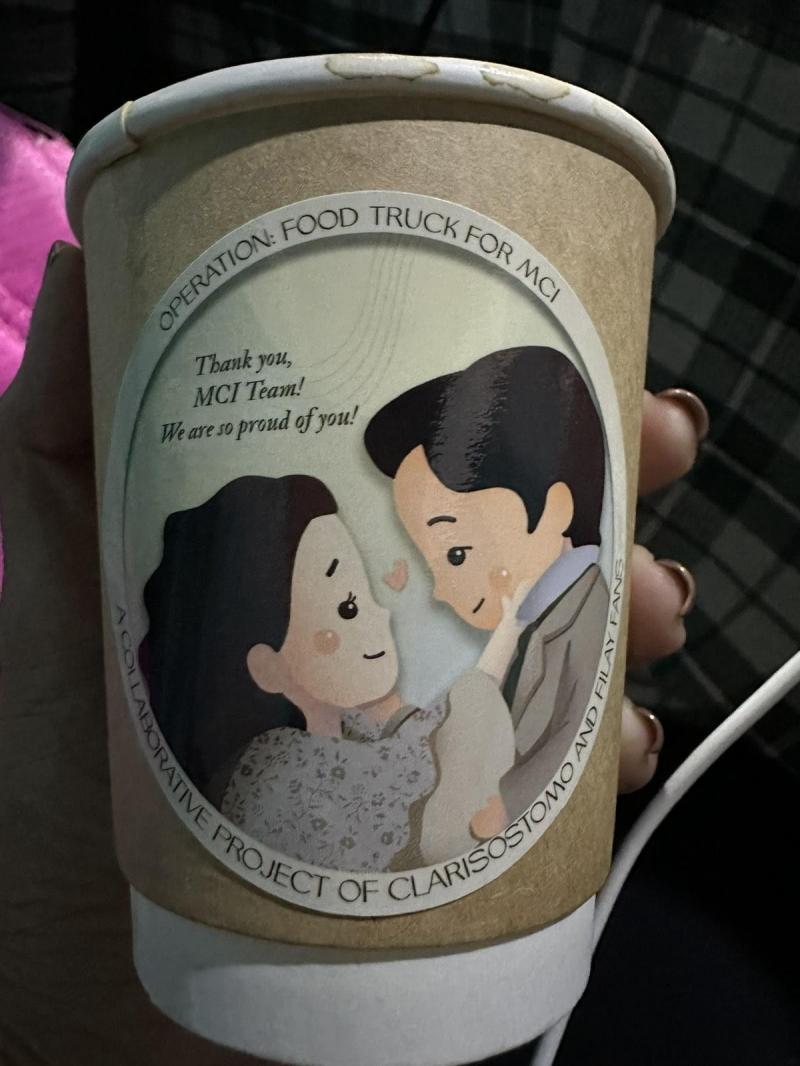 OPERATION: FOOD TRUCK FOR MCI
Thank you,
MCI Team!
We are so proud of you!
A COLLABORATIVE PROJECT OF CLARISOSTOMO AND FILAY FANS